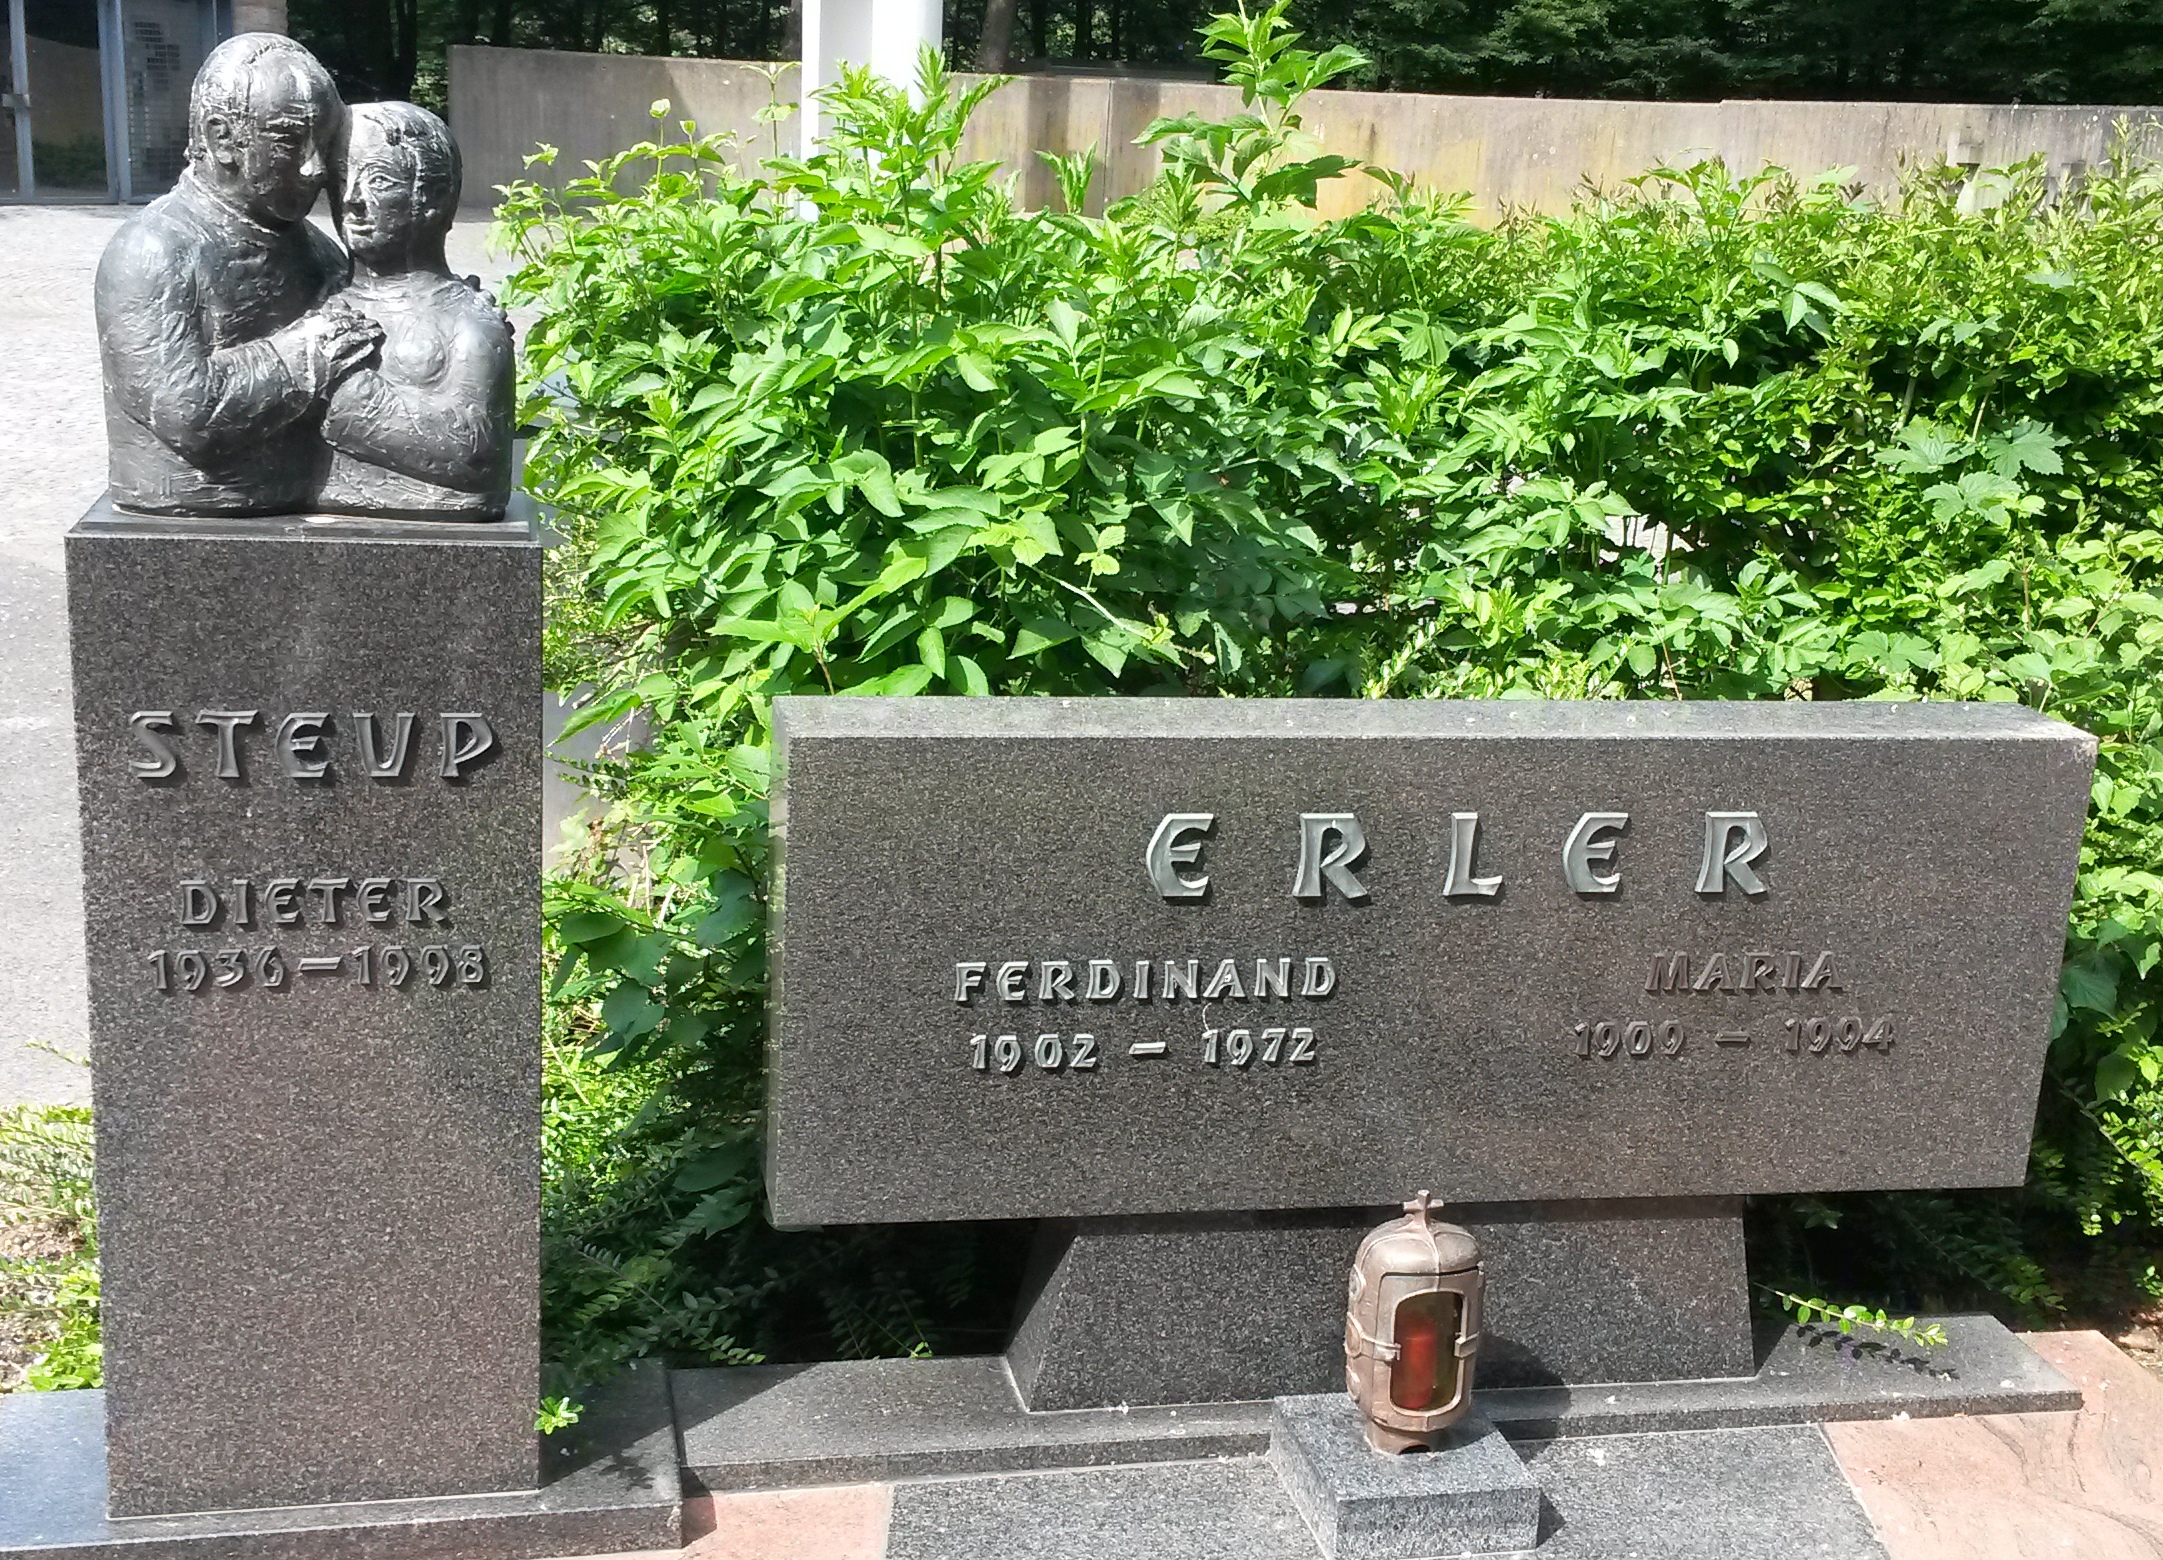 STEUP
DIETER
1936-1998
ERLER
FERDINAND
1902 - 1972
MARIA
1909 - 1994